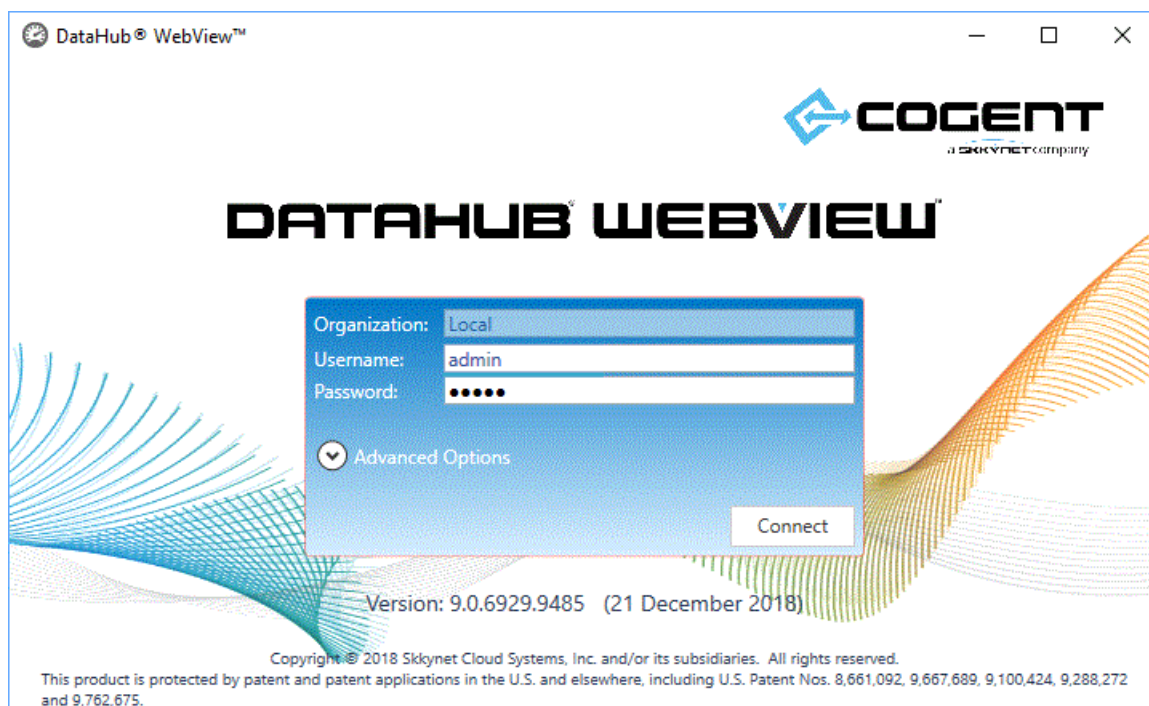 DataHub® WebView™
COGENT
a SKKYNET company
DATAHUB® WEBVIEW™
Organization: Local
Username: admin
Password: •••••
Advanced Options
Connect
Version: 9.0.6929.9485 (21 December 2018)
Copyright © 2018 Skkynet Cloud Systems, Inc. and/or its subsidiaries. All rights reserved.
This product is protected by patent and patent applications in the U.S. and elsewhere, including U.S. Patent Nos. 8,661,092, 9,667,689, 9,100,424, 9,288,272
and 9,762,675.